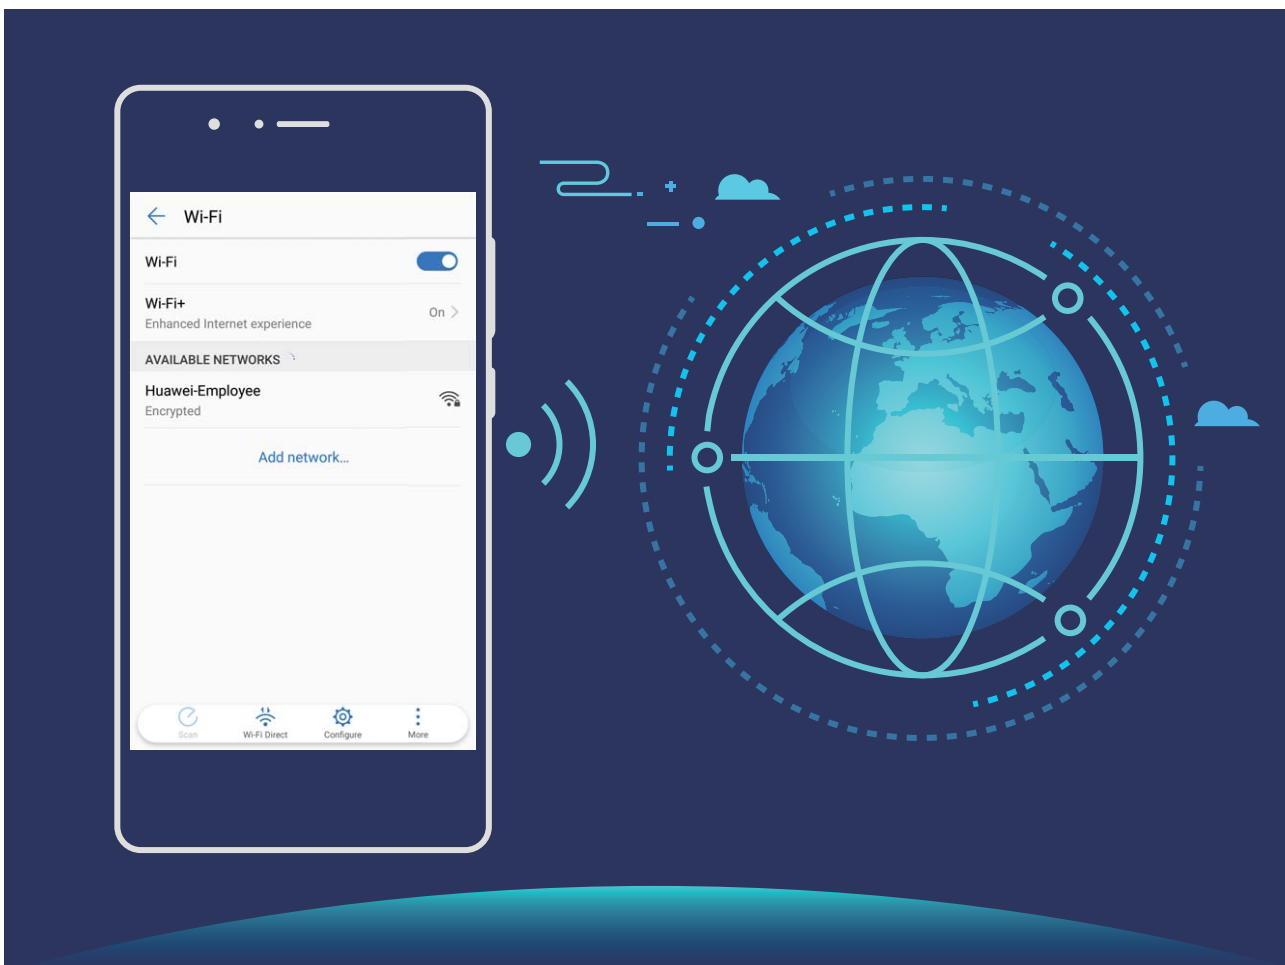 Wi-Fi
Wi-Fi
Wi-Fi+
Enhanced Internet experience
On
AVAILABLE NETWORKS
Huawei-Employee
Encrypted
Add network...
Scan
Wi-Fi Direct
Configure
More